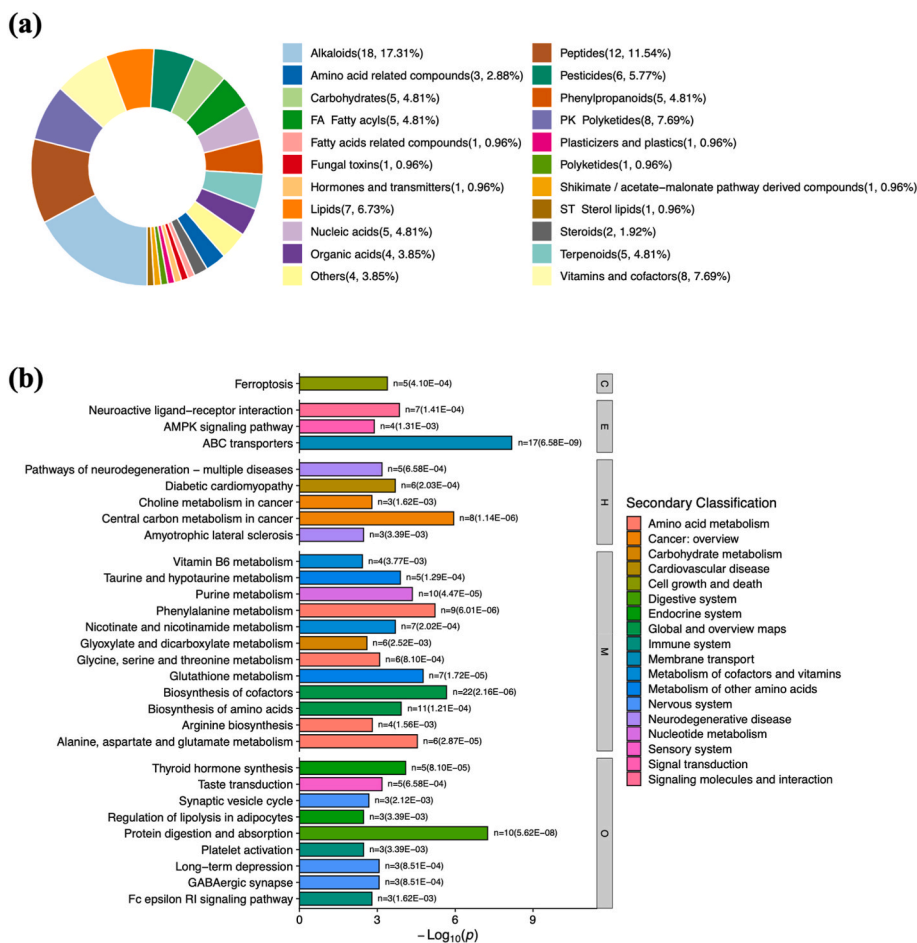 (a)
Alkaloids(18, 17.31%)
Amino acid related compounds(3, 2.88%)
Carbohydrates(5, 4.81%)
FA Fatty acyls(5, 4.81%)
Fatty acids related compounds(1, 0.96%)
Fungal toxins(1, 0.96%)
Hormones and transmitters(1, 0.96%)
Lipids(7, 6.73%)
Nucleic acids(5, 4.81%)
Organic acids(4, 3.85%)
Others(4, 3.85%)
Peptides(12, 11.54%)
Pesticides(6, 5.77%)
Phenylpropanoids(5, 4.81%)
PK Polyketides(8, 7.69%)
Plasticizers and plastics(1, 0.96%)
Polyketides(1, 0.96%)
Shikimate / acetate−malonate pathway derived compounds(1, 0.96%)
ST Sterol lipids(1, 0.96%)
Steroids(2, 1.92%)
Terpenoids(5, 4.81%)
Vitamins and cofactors(8, 7.69%)
(b)
Ferroptosis n=5(4.10E−04)
C
Neuroactive ligand−receptor interaction n=7(1.41E−04)
AMPK signaling pathway n=4(1.31E−03)
ABC transporters n=17(6.58E−09)
E
Pathways of neurodegeneration − multiple diseases n=5(6.58E−04)
Diabetic cardiomyopathy n=6(2.03E−04)
Choline metabolism in cancer n=3(1.62E−03)
Central carbon metabolism in cancer n=8(1.14E−06)
Amyotrophic lateral sclerosis n=3(3.39E−03)
H
Vitamin B6 metabolism n=4(3.77E−03)
Taurine and hypotaurine metabolism n=5(1.29E−04)
Purine metabolism n=10(4.47E−05)
Phenylalanine metabolism n=9(6.01E−06)
Nicotinate and nicotinamide metabolism n=7(2.02E−04)
Glyoxylate and dicarboxylate metabolism n=6(2.52E−03)
Glycine, serine and threonine metabolism n=6(8.10E−04)
Glutathione metabolism n=7(1.72E−05)
Biosynthesis of cofactors n=22(2.16E−06)
Biosynthesis of amino acids n=11(1.21E−04)
Arginine biosynthesis n=4(1.56E−03)
Alanine, aspartate and glutamate metabolism n=6(2.87E−05)
M
Thyroid hormone synthesis n=5(8.10E−05)
Taste transduction n=5(6.58E−04)
Synaptic vesicle cycle n=3(2.12E−03)
Regulation of lipolysis in adipocytes n=3(3.39E−03)
Protein digestion and absorption n=10(5.62E−08)
Platelet activation n=3(3.39E−03)
Long−term depression n=3(8.51E−04)
GABAergic synapse n=3(8.51E−04)
Fc epsilon RI signaling pathway n=3(1.62E−03)
O
0 3 6 9
−Log10(p)
Secondary Classification
Amino acid metabolism
Cancer: overview
Carbohydrate metabolism
Cardiovascular disease
Cell growth and death
Digestive system
Endocrine system
Global and overview maps
Immune system
Membrane transport
Metabolism of cofactors and vitamins
Metabolism of other amino acids
Nervous system
Neurodegenerative disease
Nucleotide metabolism
Sensory system
Signal transduction
Signaling molecules and interaction